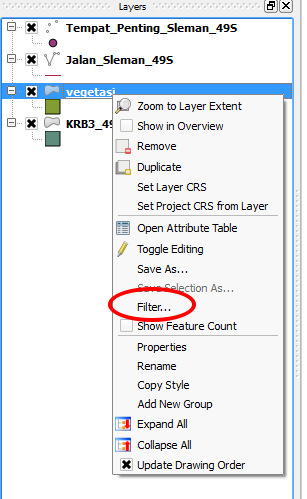 Layers
Tempat_Penting_Sleman_49S
Jalan_Sleman_49S
vegetasi
KRB3_49
Zoom to Layer Extent
Show in Overview
Remove
Duplicate
Set Layer CRS
Set Project CRS from Layer
Open Attribute Table
Toggle Editing
Save As...
Save Selection As...
Filter...
Show Feature Count
Properties
Rename
Copy Style
Add New Group
Expand All
Collapse All
Update Drawing Order